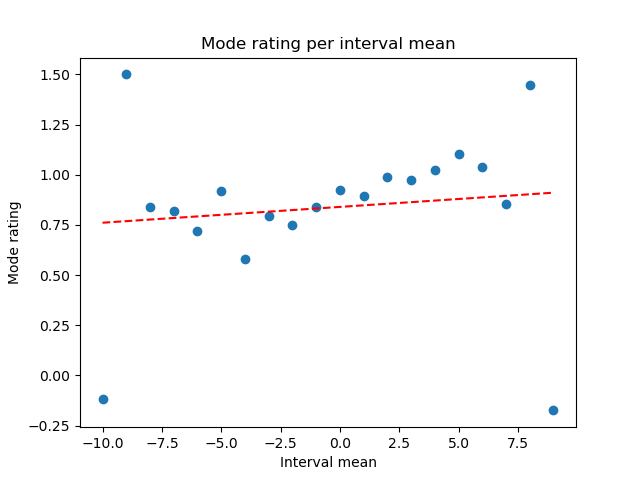 Mode rating per interval mean
1.50
1.25
1.00
0.75
0.50
0.25
0.00
−0.25
Mode rating
−10.0 −7.5 −5.0 −2.5 0.0 2.5 5.0 7.5
Interval mean